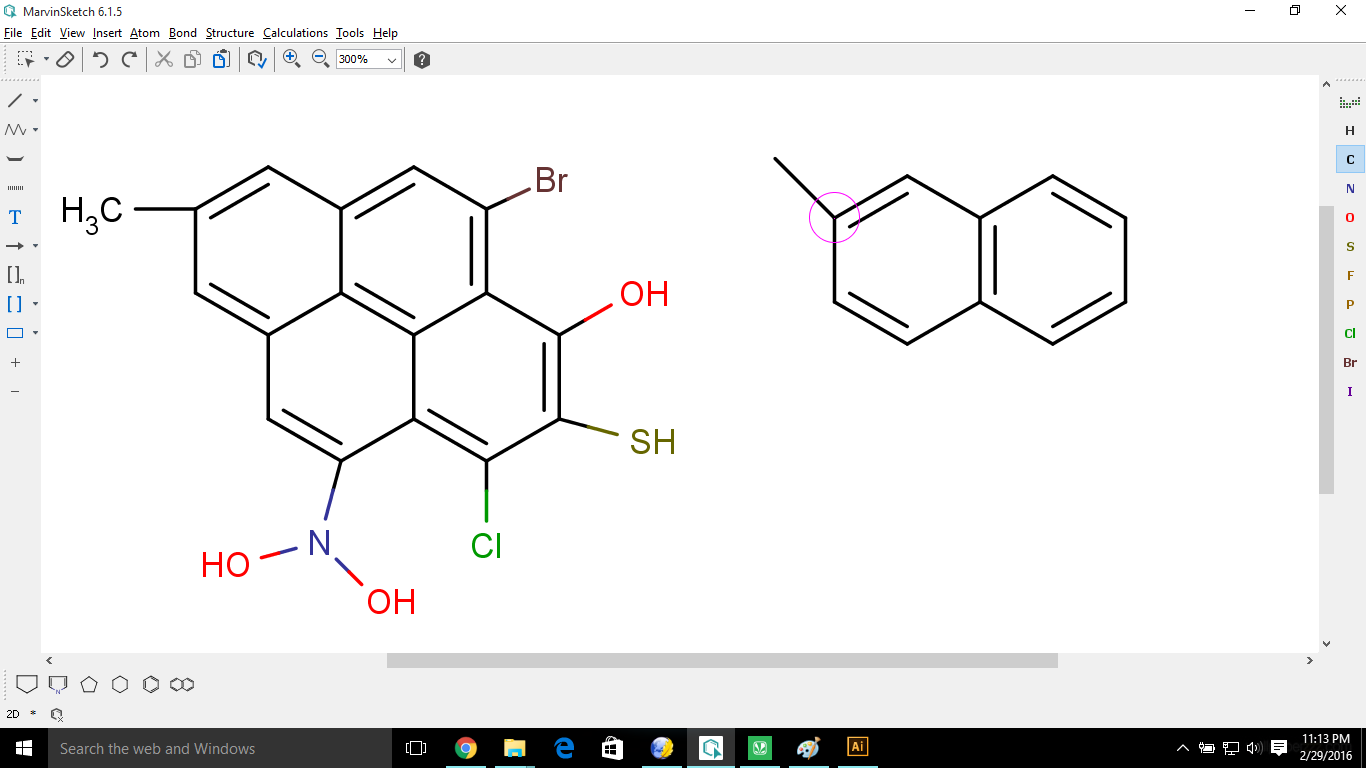 MarvinSketch 6.1.5
File Edit View Insert Atom Bond Structure Calculations Tools Help
300%
?
H
C
N
O
S
F
P
Cl
Br
I
T
[ ]n
[ ]
Br
H3C
OH
SH
N
Cl
HO
OH
N
2D *
Search the web and Windows
Ai
11:13 PM
2/29/2016